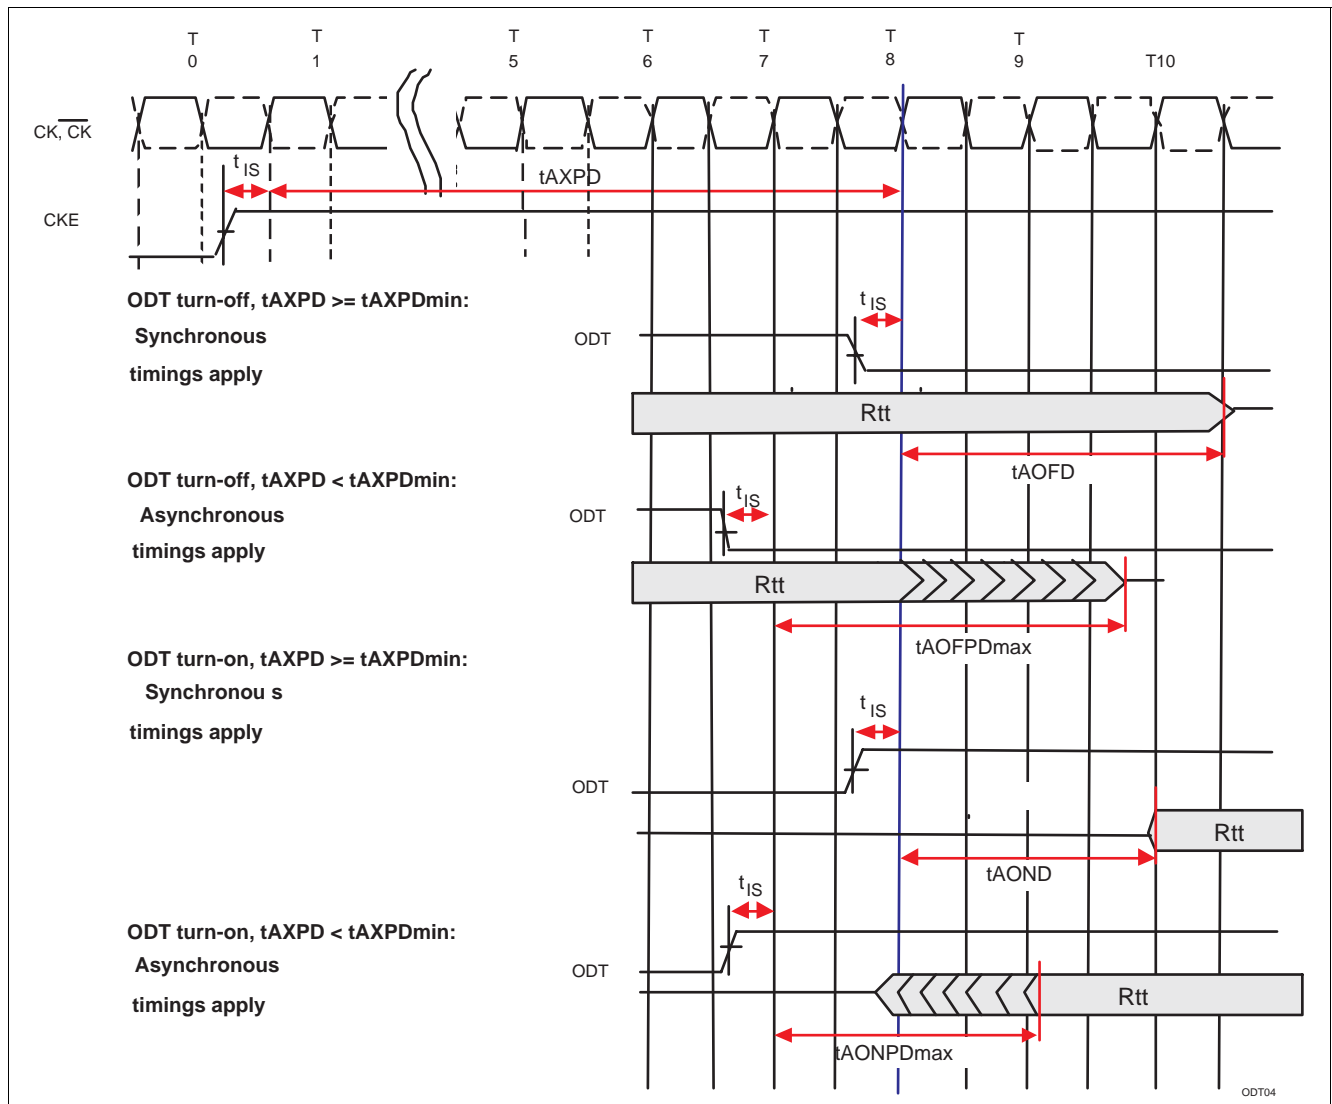 T T T T T T T
0 1 5 6 7 8 9 T10
CK, CK
t IS
tAXPD
CKE
ODT turn-off, tAXPD >= tAXPDmin:
Synchronous
timings apply
t IS
ODT
Rtt
tAOFD
ODT turn-off, tAXPD < tAXPDmin:
Asynchronous
timings apply
t IS
ODT
Rtt
tAOFPDmax
ODT turn-on, tAXPD >= tAXPDmin:
Synchronou s
timings apply
t IS
ODT
Rtt
tAOND
t IS
ODT turn-on, tAXPD < tAXPDmin:
Asynchronous
timings apply
ODT
Rtt
tAONPDmax
ODT04